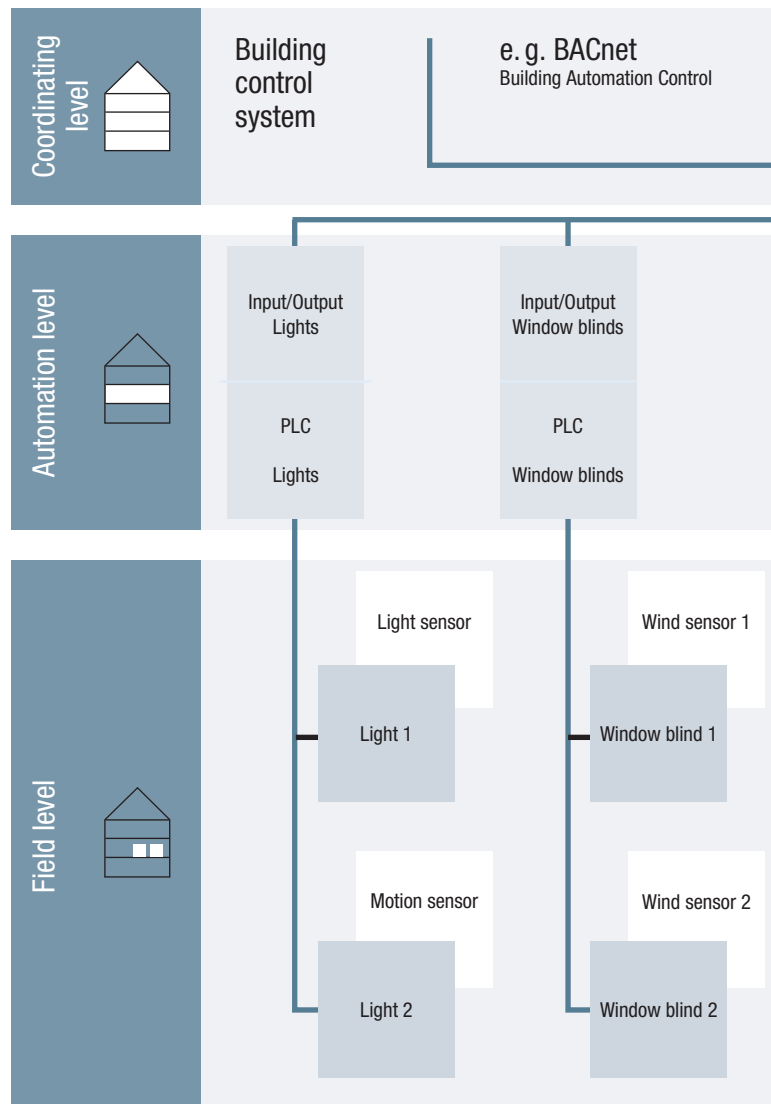 Coordinating
level
Building
control
system
e. g. BACnet
Building Automation Control
Automation level
Input/Output
Lights
PLC
Lights
Input/Output
Window blinds
PLC
Window blinds
Field level
Light sensor
Light 1
Wind sensor 1
Window blind 1
Motion sensor
Light 2
Wind sensor 2
Window blind 2